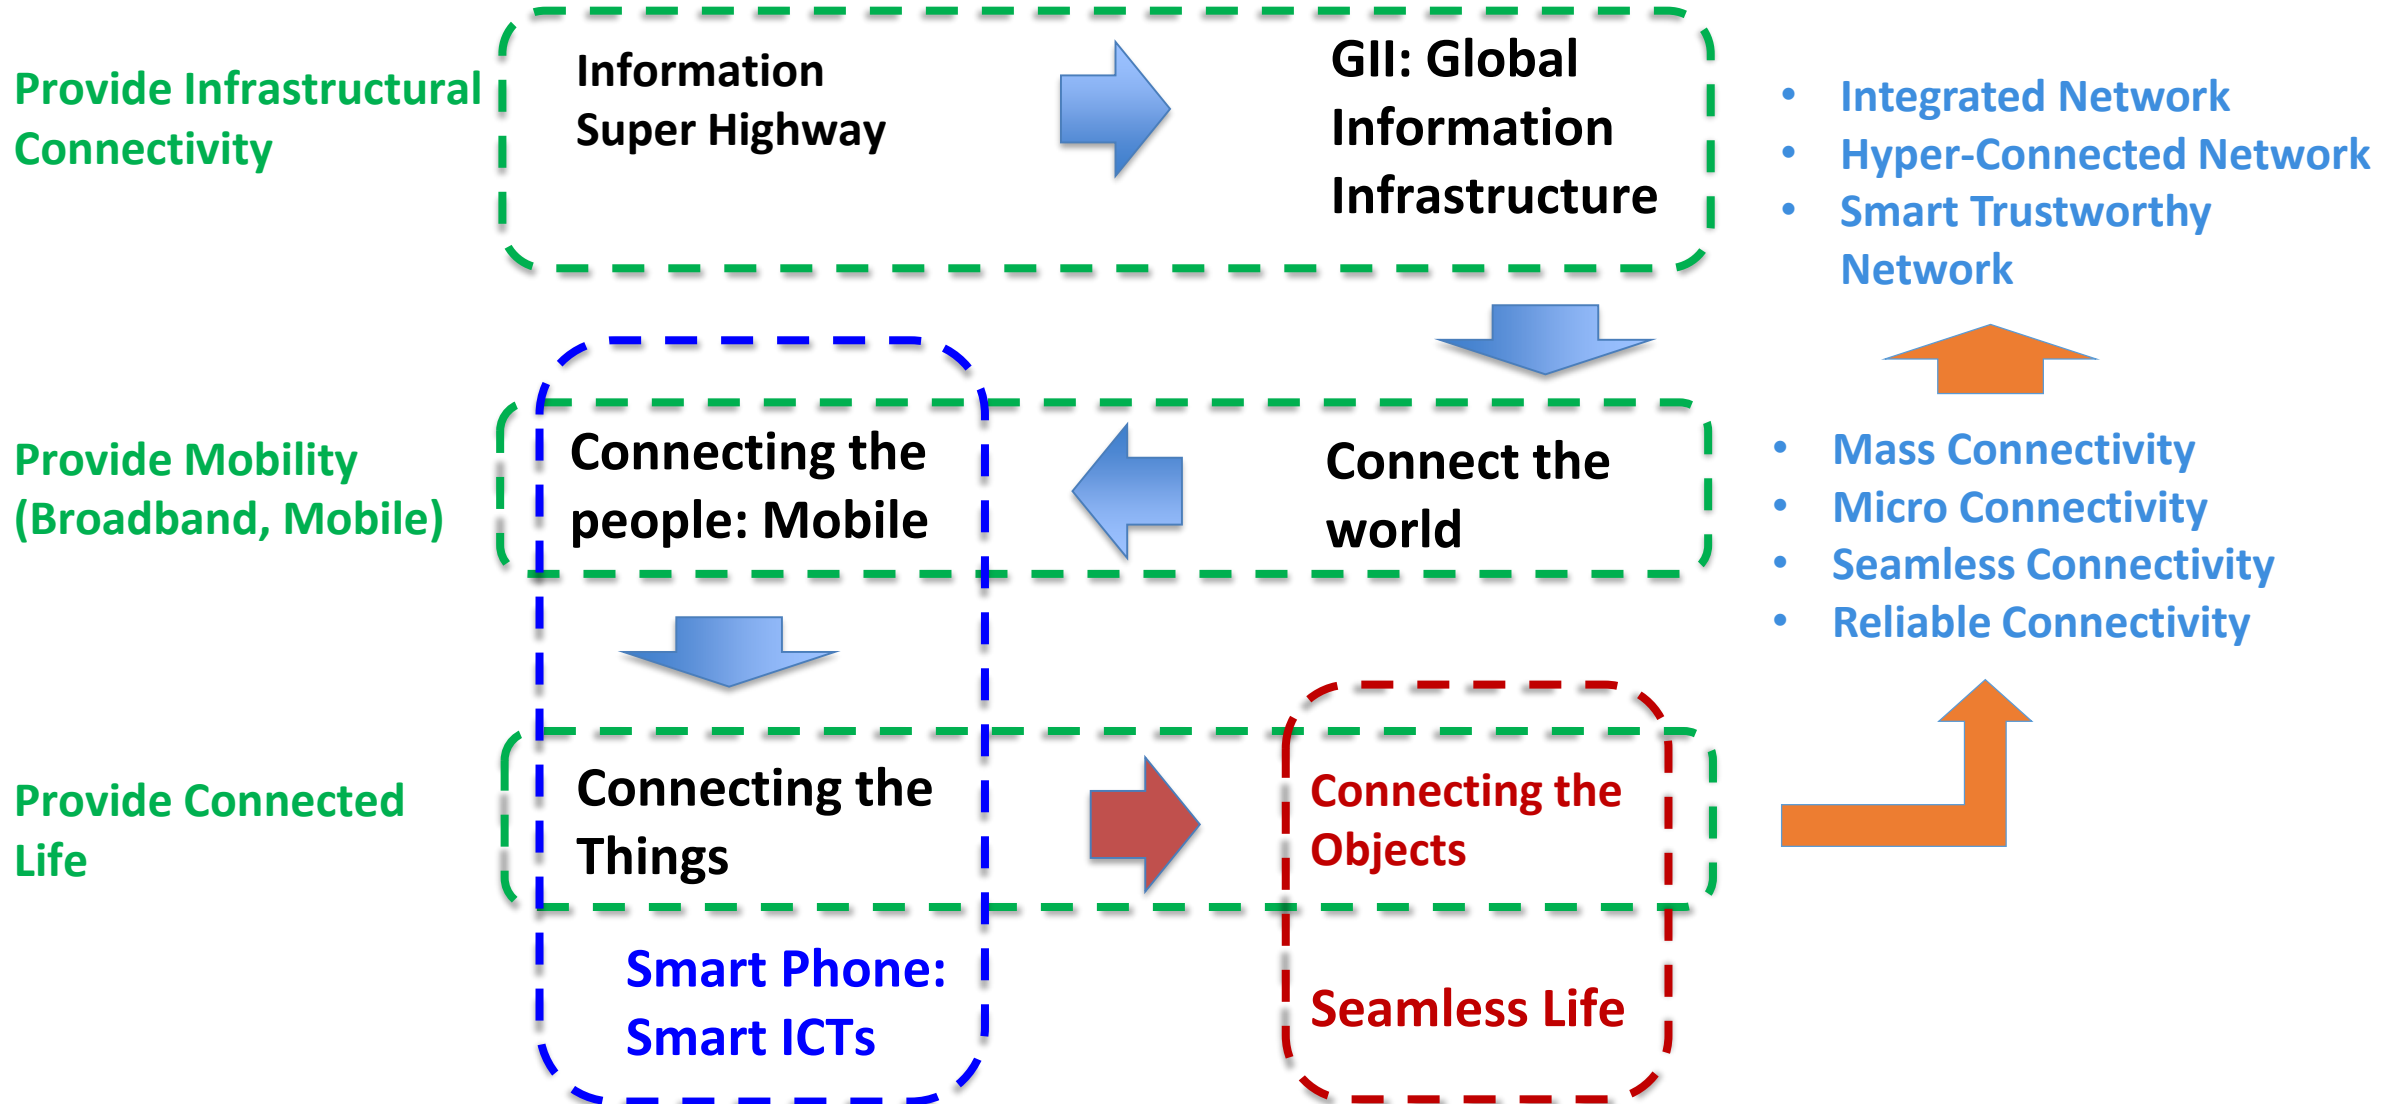 Provide Infrastructural
Connectivity
Information
Super Highway
GII: Global
Information
Infrastructure
• Integrated Network
• Hyper-Connected Network
• Smart Trustworthy
Network
Provide Mobility
(Broadband, Mobile)
Connecting the
people: Mobile
Connect the
world
• Mass Connectivity
• Micro Connectivity
• Seamless Connectivity
• Reliable Connectivity
Provide Connected
Life
Connecting the
Things
Connecting the
Objects
Smart Phone:
Smart ICTs
Seamless Life